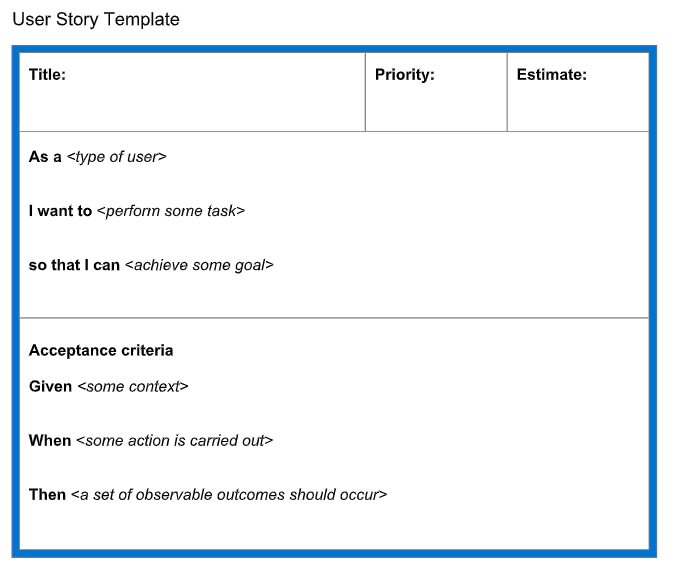 User Story Template
Title: Priority: Estimate:
As a <type of user>
I want to <perform some task>
so that I can <achieve some goal>
Acceptance criteria
Given <some context>
When <some action is carried out>
Then <a set of observable outcomes should occur>